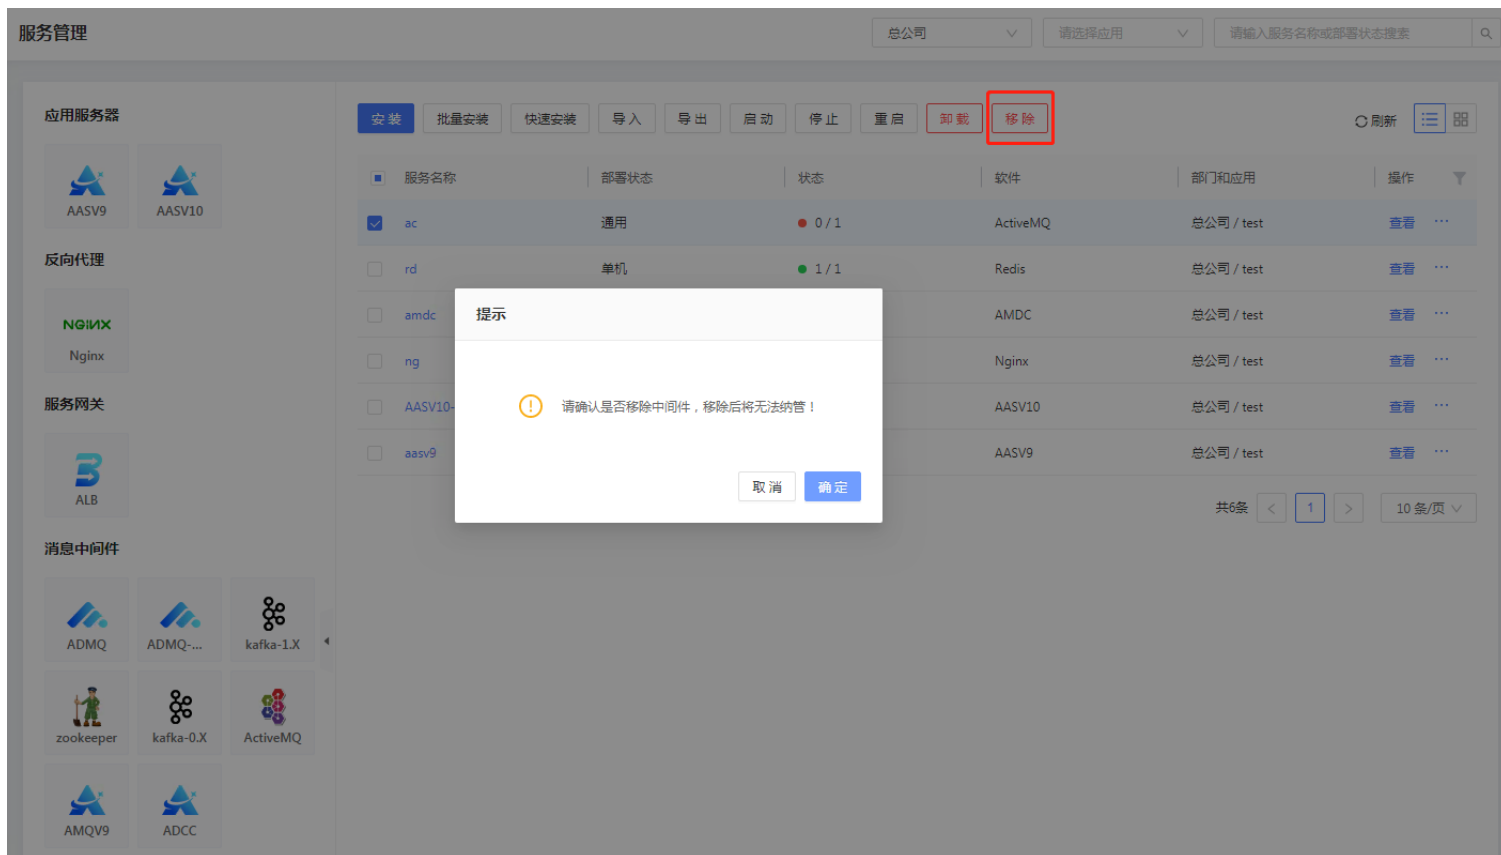 服务管理
总公司
请选择应用
请输入服务名称或部署状态搜索
应用服务器
AASV9
AASV10
反向代理
NGINX
Nginx
服务网关
ALB
消息中间件
ADMQ
ADMQ-...
kafka-1.X
zookeeper
kafka-0.X
ActiveMQ
AMQV9
ADCC
安装
批量安装
快速安装
导入
导出
启动
停止
重启
卸载
移除
刷新
服务名称 部署状态 状态 软件 部门和应用 操作
ac 通用 0 / 1 ActiveMQ 总公司 / test 查看 ···
rd 单机 1 / 1 Redis 总公司 / test 查看 ···
amdc AMDC 总公司 / test 查看 ···
ng Nginx 总公司 / test 查看 ···
AASV10- AASV10 总公司 / test 查看 ···
aasv9 AASV9 总公司 / test 查看 ···
共6条 < 1 > 10 条/页
提示
请确认是否移除中间件，移除后将无法纳管！
取消
确定